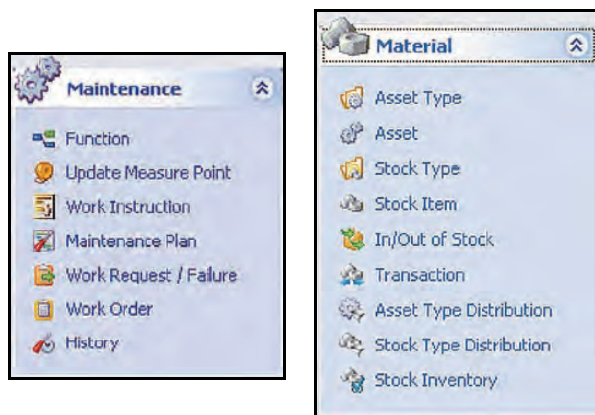 Maintenance
Function
Update Measure Point
Work Instruction
Maintenance Plan
Work Request / Failure
Work Order
History
Material
Asset Type
Asset
Stock Type
Stock Item
In/Out of Stock
Transaction
Asset Type Distribution
Stock Type Distribution
Stock Inventory